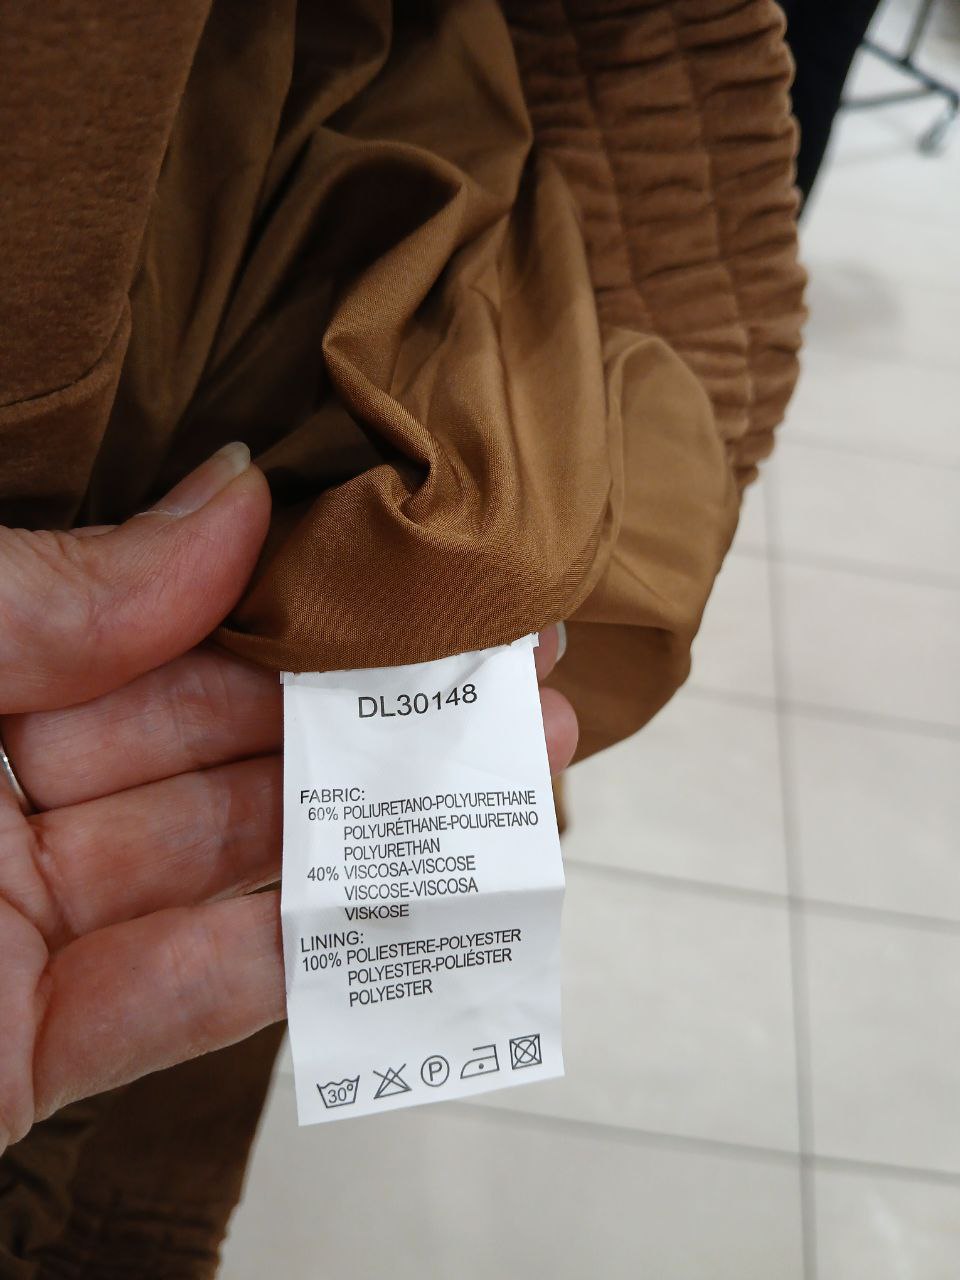 DL30148
FABRIC:
60% POLIURETANO-POLYURETHANE
POLYURÉTHANE-POLIURETANO
POLYURETHAN
40% VISCOSA-VISCOSE
VISCOSE-VISCOSA
VISKOSE
LINING:
100% POLIESTERE-POLYESTER
POLYESTER-POLIÉSTER
POLYESTER
30° P